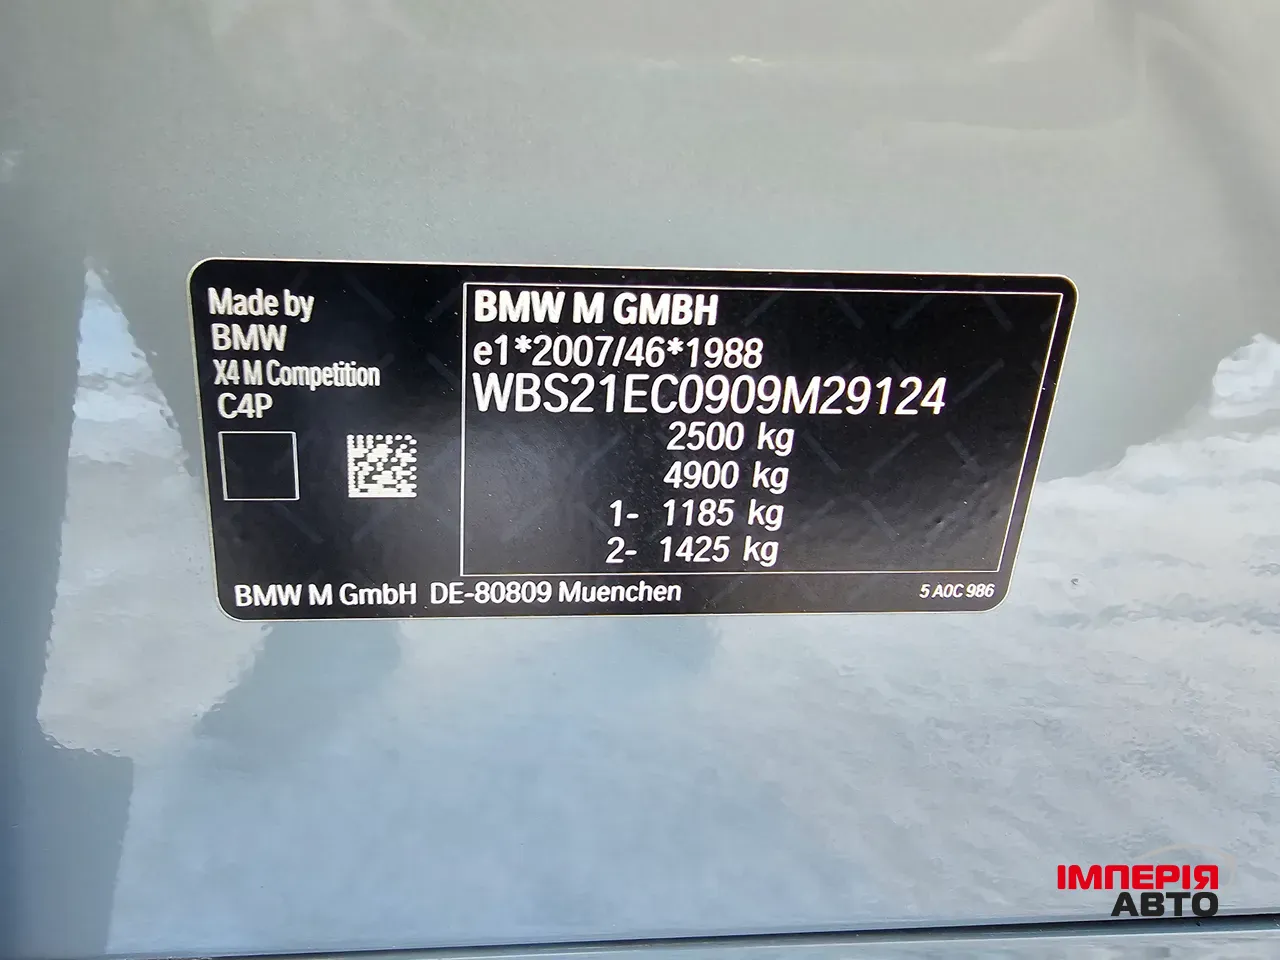 Made by
BMW
X4 M Competition
C4P
BMW M GMBH
e1*2007/46*1988
WBS21EC0909M29124
2500 kg
4900 kg
1- 1185 kg
2- 1425 kg
BMW M GmbH DE-80809 Muenchen
5 A0C 986
ІМПЕРІЯ
АВТО